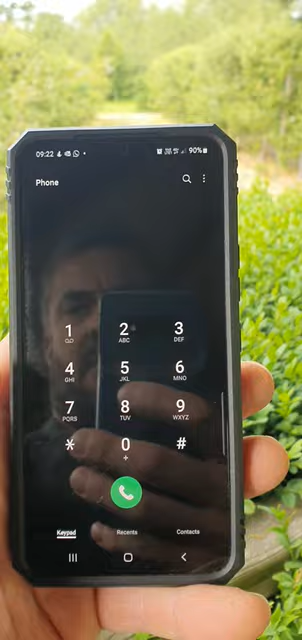 09:22 90%
Phone
1 2 3
ABC DEF
4 5 6
GHI JKL MNO
7 8 9
PQRS TUV WXYZ
* 0 #
+
Keypad Recents Contacts